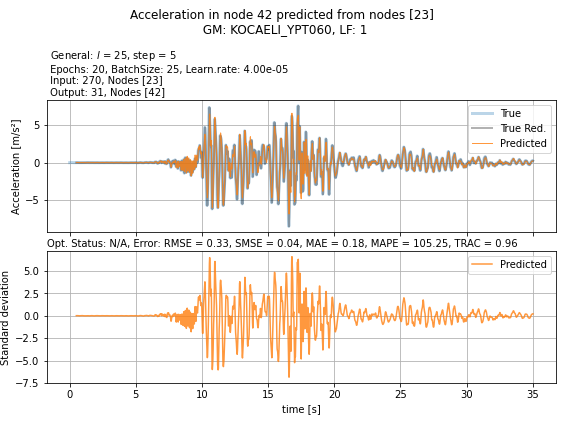 Acceleration in node 42 predicted from nodes [23]
GM: KOCAELI_YPT060, LF: 1
General: l = 25, step = 5
Epochs: 20, BatchSize: 25, Learn.rate: 4.00e-05
Input: 270, Nodes [23]
Output: 31, Nodes [42]
Acceleration [m/s²]
5
0
−5
True
True Red.
Predicted
Opt. Status: N/A, Error: RMSE = 0.33, SMSE = 0.04, MAE = 0.18, MAPE = 105.25, TRAC = 0.96
Standard deviation
5.0
2.5
0.0
−2.5
−5.0
−7.5
Predicted
0 5 10 15 20 25 30 35
time [s]